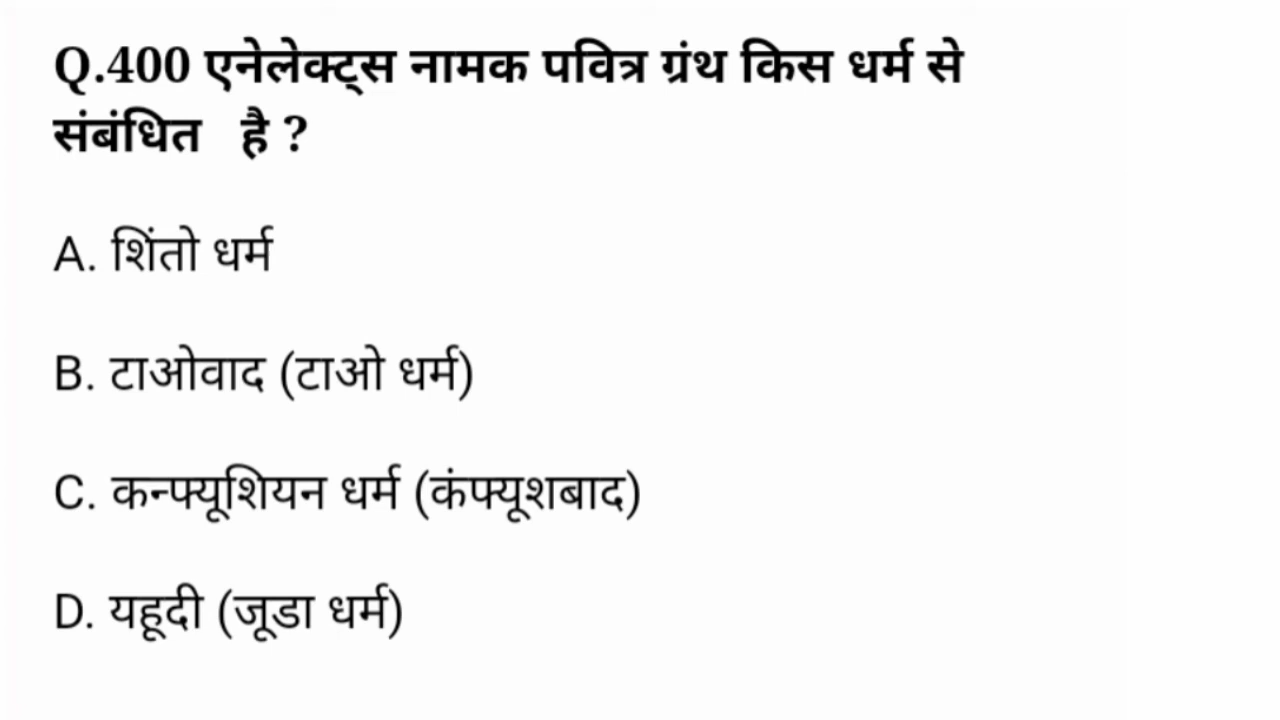 Q.400 एनेलेक्ट्स नामक पवित्र ग्रंथ किस धर्म से
संबंधित है ?
A. शिंतो धर्म
B. टाओवाद (टाओ धर्म)
C. कन्फ्यूशियन धर्म (कंफ्यूशबाद)
D. यहूदी (जूडा धर्म)